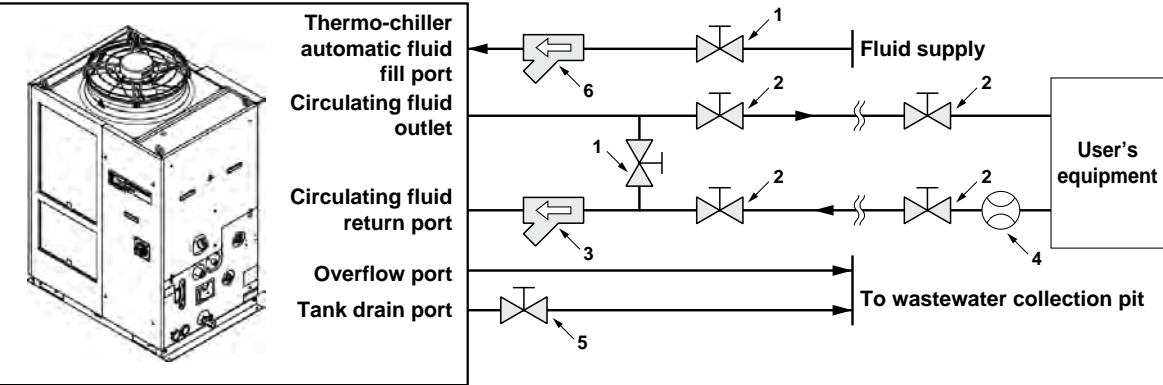 Thermo-chiller
automatic fluid
fill port
1
Fluid supply
6
Circulating fluid
outlet
2
2
1
User's
equipment
Circulating fluid
return port
2
2
3
4
Overflow port
To wastewater collection pit
Tank drain port
5